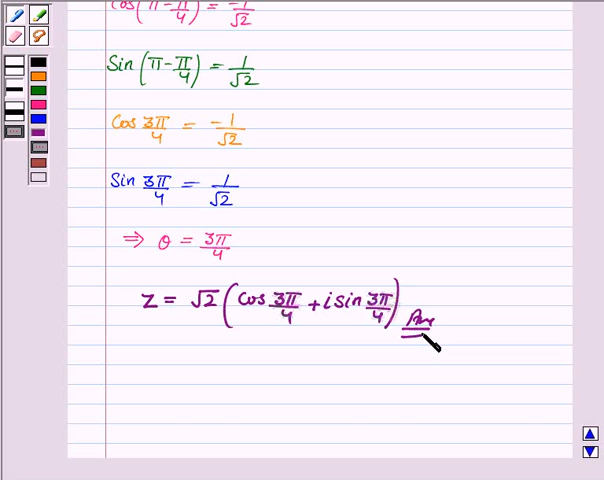 cos(π-π/4) = -1/√2
Sin(π-π/4) = 1/√2
Cos 3π/4 = -1/√2
Sin 3π/4 = 1/√2
⇒ θ = 3π/4
z = √2 (cos 3π/4 + i sin 3π/4) Ans